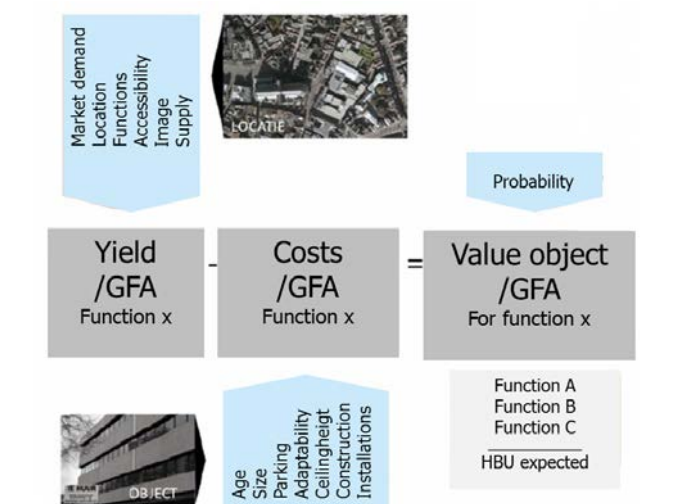 Market demand
Location
Functions
Accessibility
Image
Supply
LOCATIE
Probability
Yield
/GFA
Function x
-
Costs
/GFA
Function x
=
Value object
/GFA
For function x
Function A
Function B
Function C
HBU expected
OBJECT
Age
Size
Parking
Adaptability
Ceilingheigt
Construction
Installations